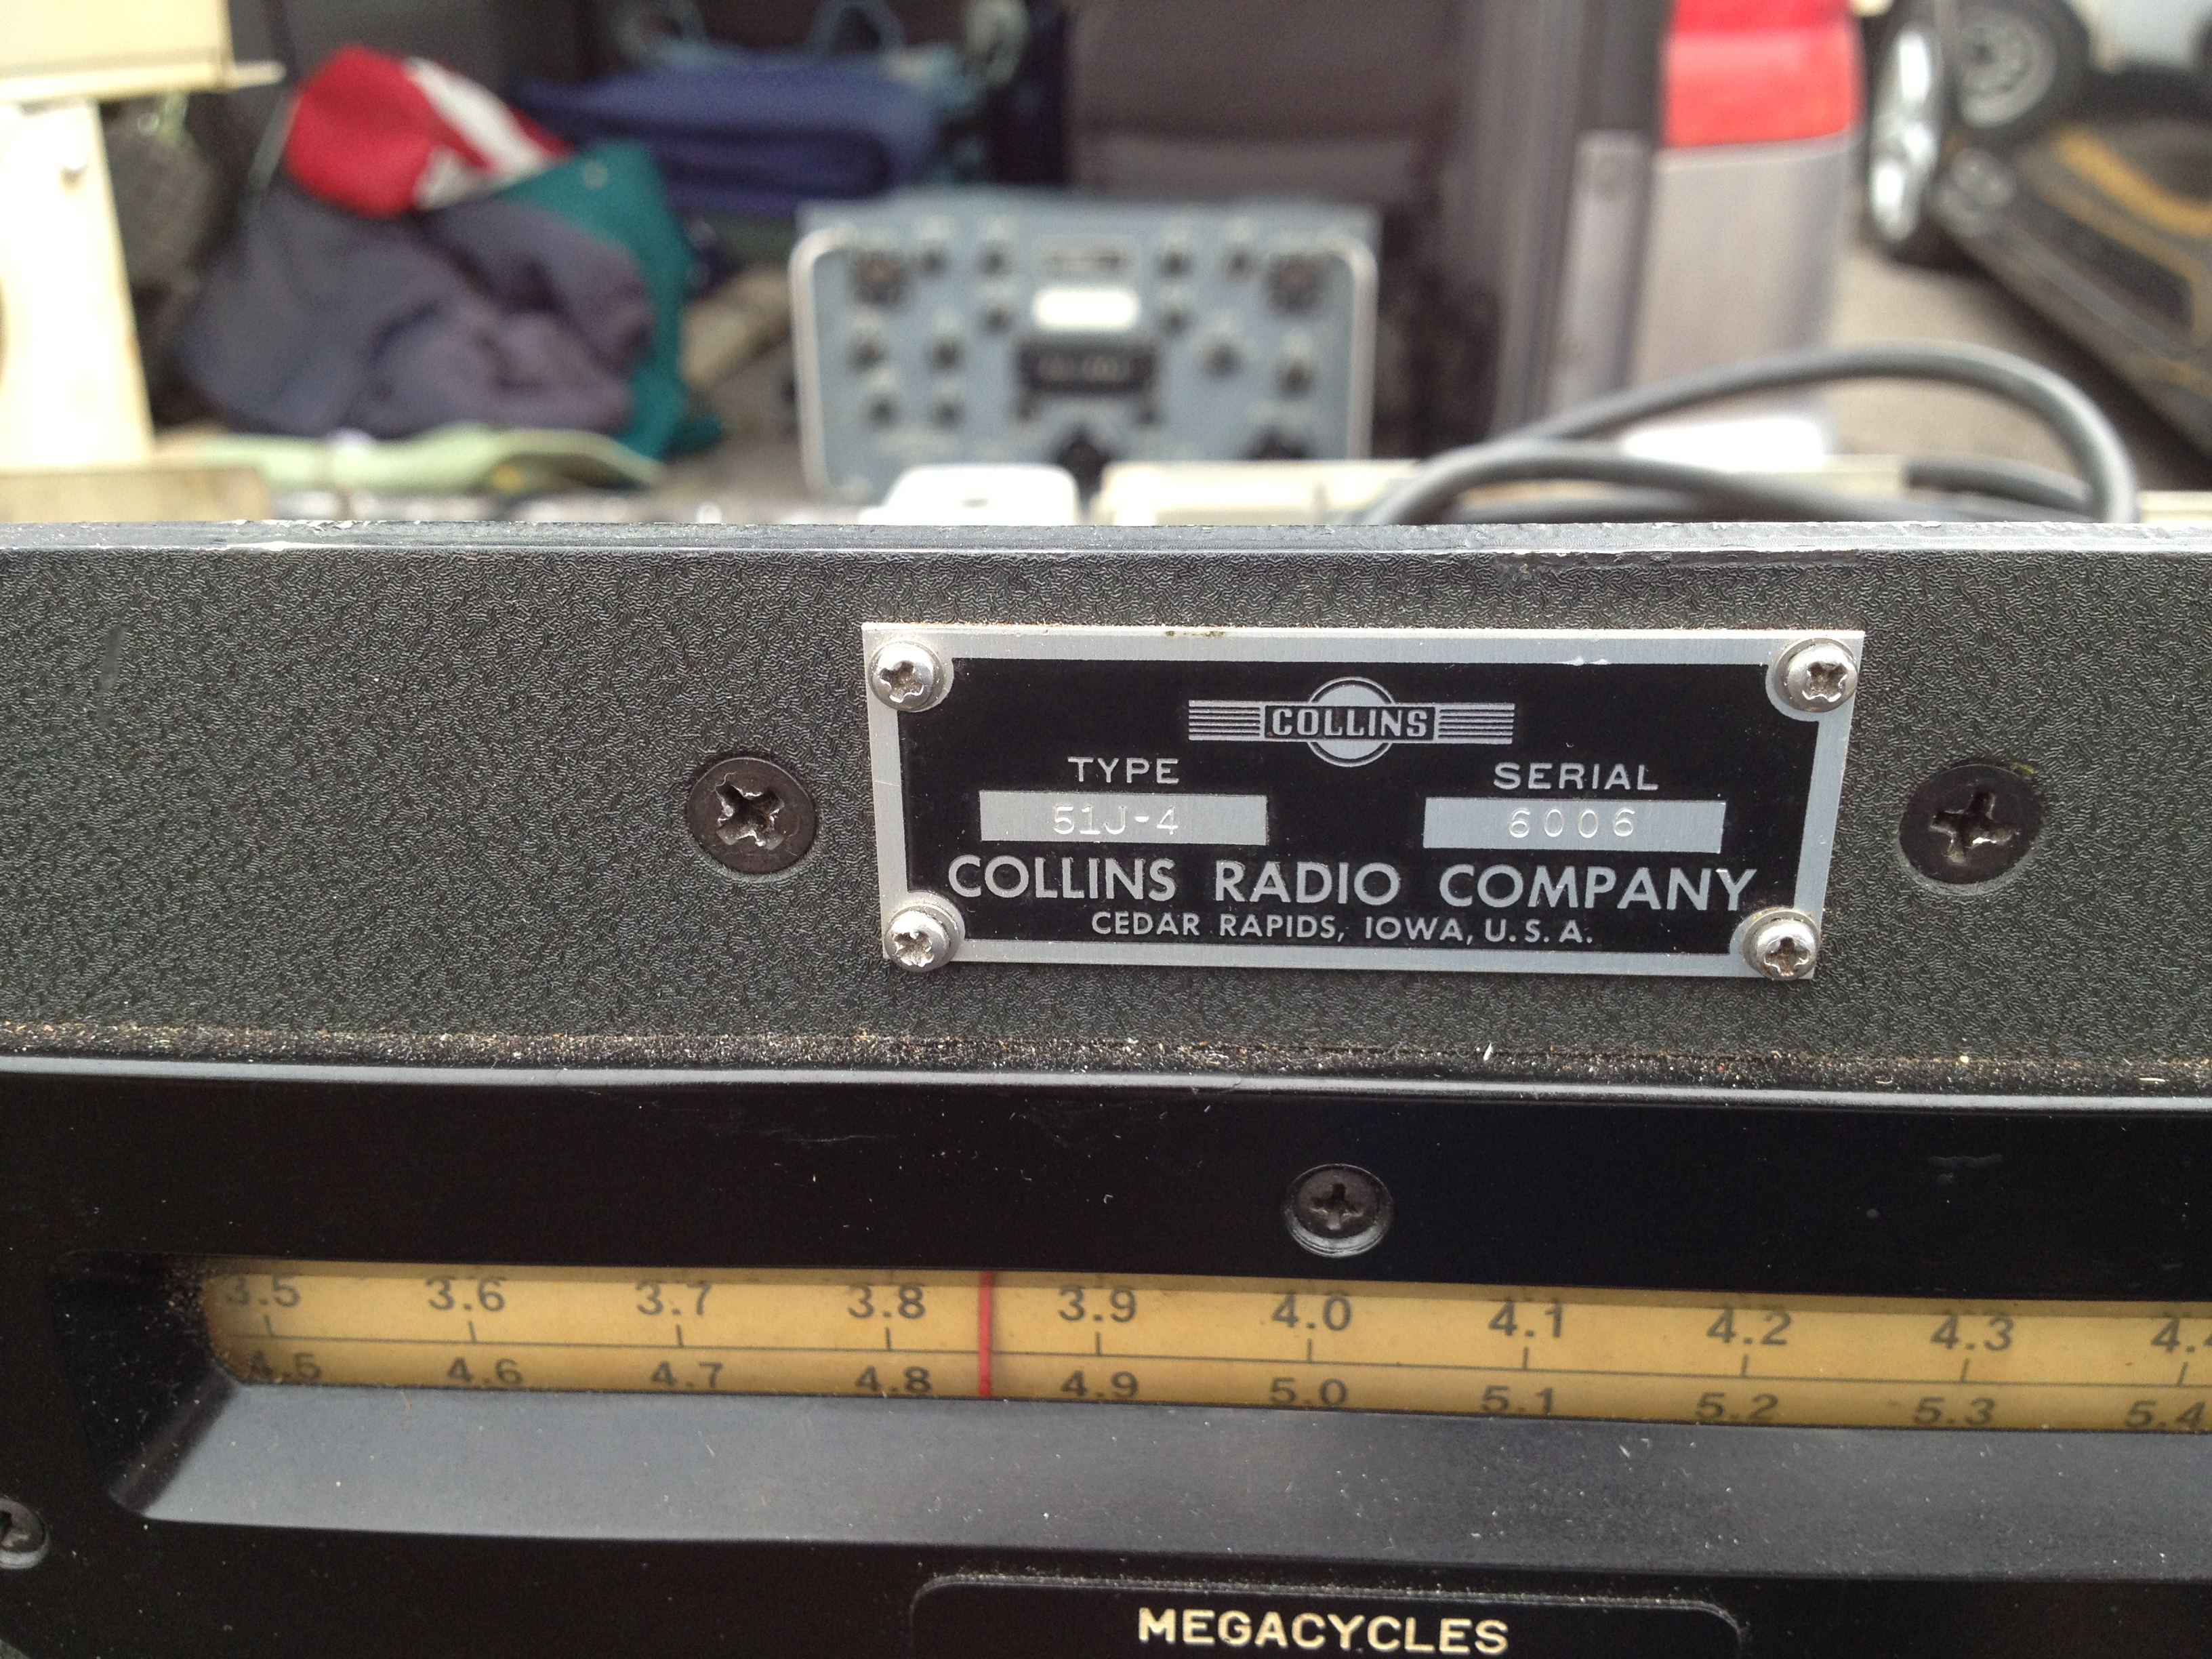 COLLINS
TYPE SERIAL
51J-4 6006
COLLINS RADIO COMPANY
CEDAR RAPIDS, IOWA, U.S.A.
3.5 3.6 3.7 3.8 3.9 4.0 4.1 4.2 4.3
4.5 4.6 4.7 4.8 4.9 5.0 5.1 5.2 5.3 5.4
MEGACYCLES